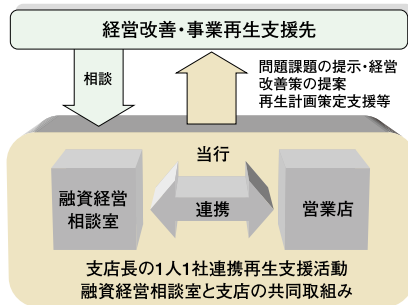 経営改善・事業再生支援先
相談
問題課題の提示・経営
改善策の提案
再生計画策定支援等
当行
融資経営
相談室
連携
営業店
支店長の1人1社連携再生支援活動
融資経営相談室と支店の共同取組み